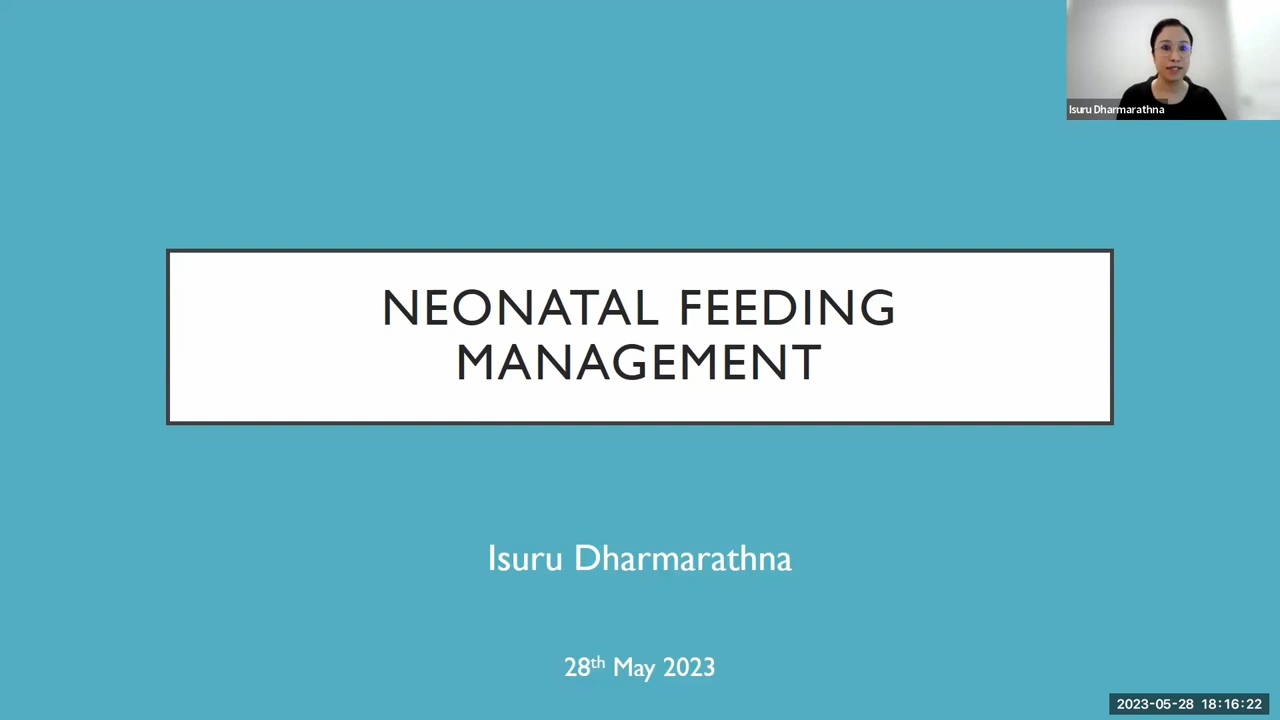 Isuru Dharmarathna
NEONATAL FEEDING
MANAGEMENT
Isuru Dharmarathna
28th May 2023
2023-05-28 18:16:22